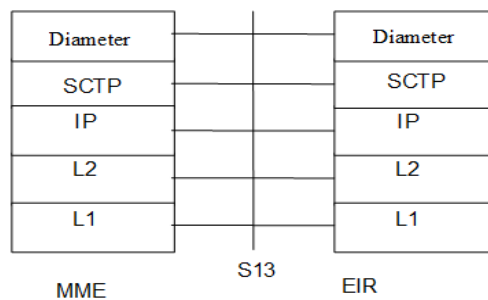 Diameter Diameter
SCTP SCTP
IP IP
L2 L2
L1 L1
S13
MME EIR